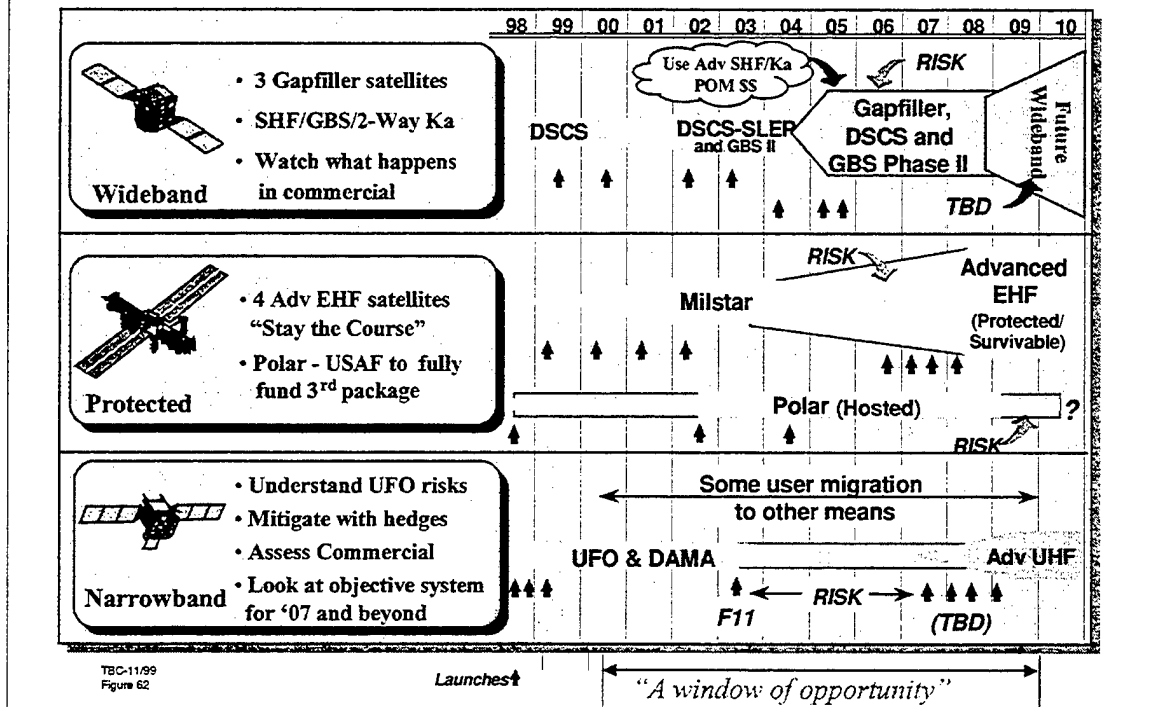 98 99 00 01 02 03 04 05 06 07 08 09 10
• 3 Gapfiller satellites
• SHF/GBS/2-Way Ka
• Watch what happens
in commercial
Wideband
Use Adv SHF/Ka
POM $$
RISK
DSCS
DSCS-SLEP
and GBS II
Gapfiller,
DSCS and
GBS Phase II
Future
Wideband
TBD
• 4 Adv EHF satellites
“Stay the Course”
• Polar - USAF to fully
fund 3rd package
Protected
RISK
Milstar
Advanced
EHF
(Protected/
Survivable)
Polar (Hosted)
?
RISK
• Understand UFO risks
• Mitigate with hedges
• Assess Commercial
• Look at objective system
for ‘07 and beyond
Narrowband
Some user migration
to other means
UFO & DAMA
Adv UHF
F11
RISK
(TBD)
TBC-11/99
Figure 62
Launches
“A window of opportunity”